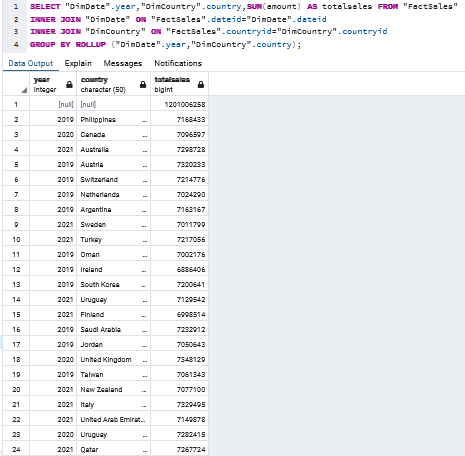 1 SELECT "DimDate".year,"DimCountry".country,SUM(amount) AS totalsales FROM "FactSales"
2 INNER JOIN "DimDate" ON "FactSales".dateid="DimDate".dateid
3 INNER JOIN "DimCountry" ON "FactSales".countryid="DimCountry".countryid
4 GROUP BY ROLLUP ("DimDate".year,"DimCountry".country);
Data Output Explain Messages Notifications
year country totalsales
integer character (50) bigint
1 [null] [null] 1201006258
2 2019 Philippines ... 7168433
3 2020 Canada ... 7096597
4 2021 Australia ... 7298728
5 2019 Austria ... 7320233
6 2019 Switzerland ... 7214776
7 2019 Netherlands ... 7024290
8 2019 Argentina ... 7163167
9 2021 Sweden ... 7011799
10 2021 Turkey ... 7217056
11 2019 Oman ... 7002176
12 2019 Ireland ... 6886406
13 2019 South Korea ... 7200641
14 2021 Uruguay ... 7129542
15 2021 Finland ... 6998514
16 2019 Saudi Arabia ... 7232912
17 2019 Jordan ... 7050643
18 2020 United Kingdom ... 7348129
19 2019 Taiwan ... 7061343
20 2021 New Zealand ... 7077100
21 2021 Italy ... 7329495
22 2021 United Arab Emirat... 7149878
23 2020 Uruguay ... 7282415
24 2021 Qatar ... 7267724